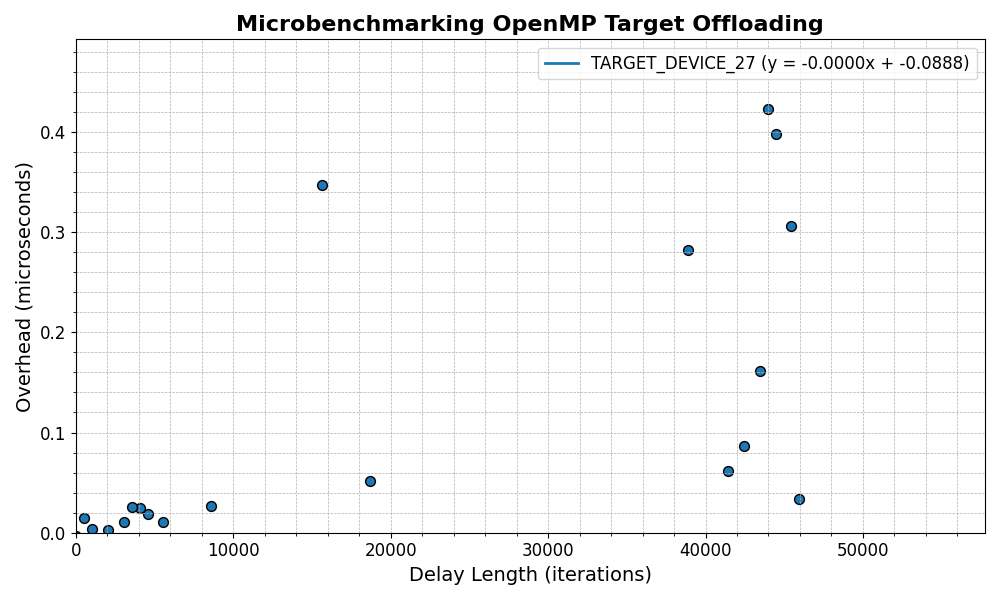 Microbenchmarking OpenMP Target Offloading
TARGET_DEVICE_27 (y = -0.0000x + -0.0888)
Overhead (microseconds)
0.4
0.3
0.2
0.1
0.0
0 10000 20000 30000 40000 50000
Delay Length (iterations)